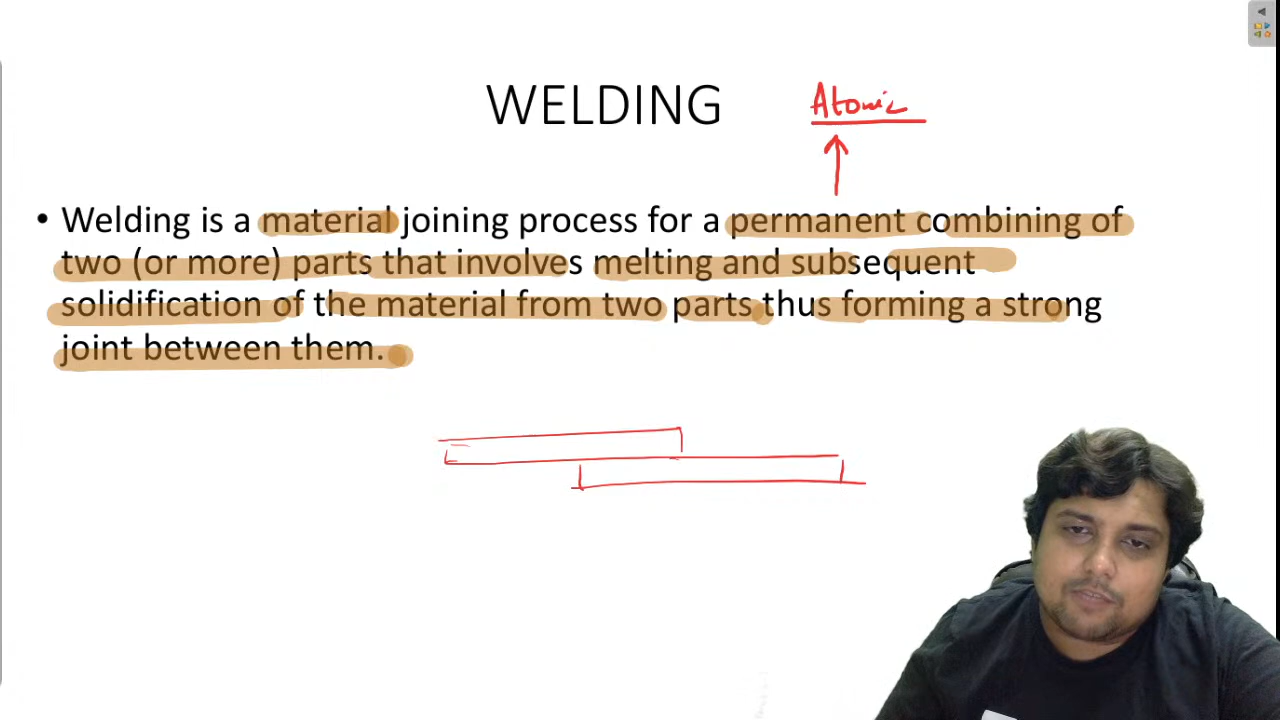 WELDING
Atomic
• Welding is a material joining process for a permanent combining of
two (or more) parts that involves melting and subsequent
solidification of the material from two parts thus forming a strong
joint between them.